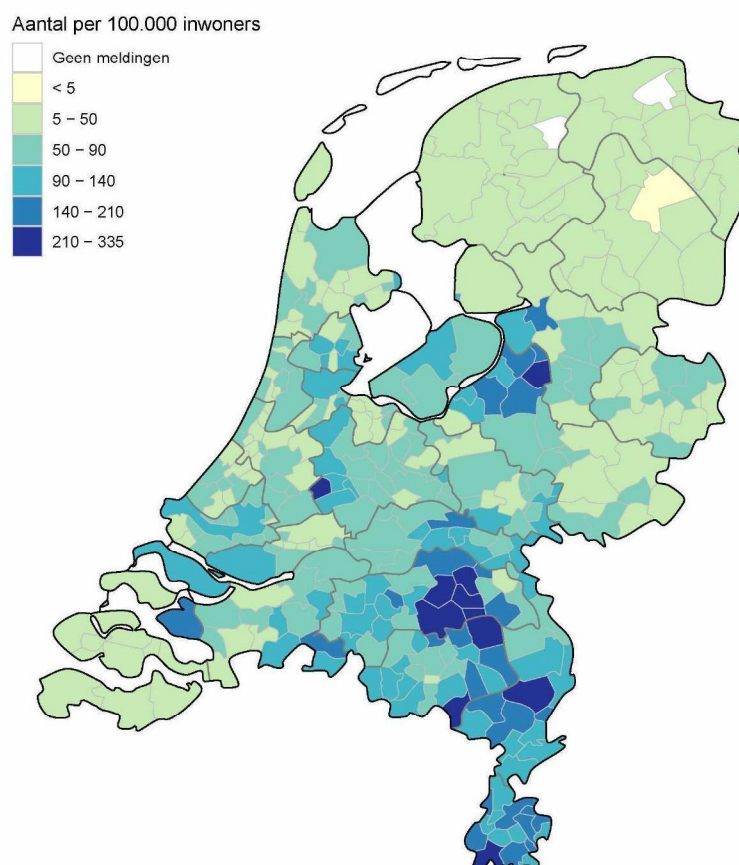 Aantal per 100.000 inwoners
Geen meldingen
< 5
5 – 50
50 – 90
90 – 140
140 – 210
210 – 335